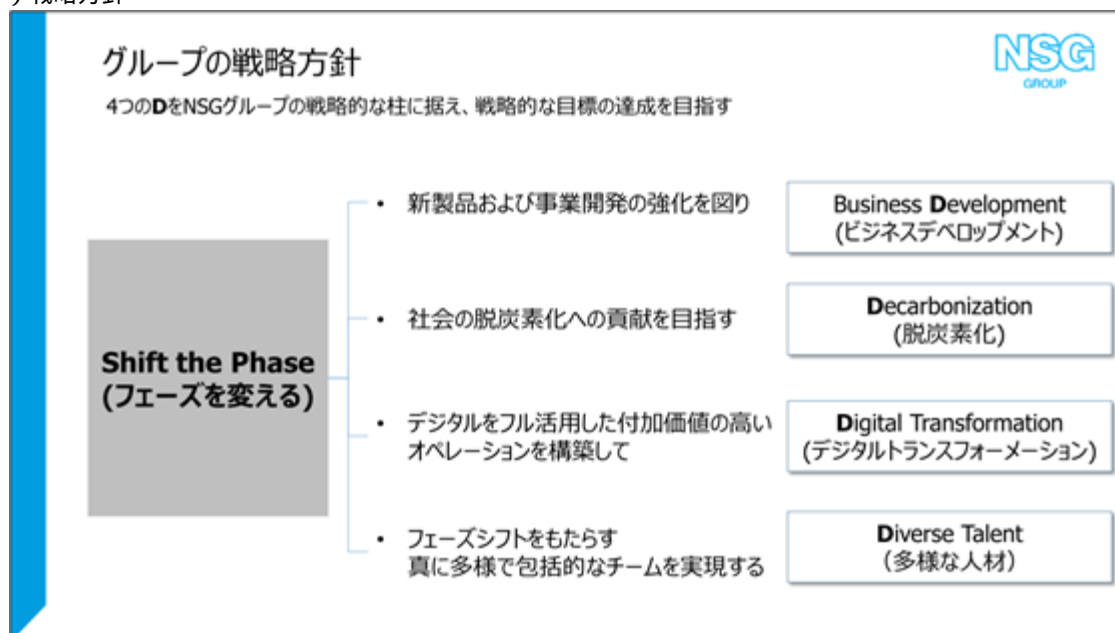 グループの戦略方針
NSG
GROUP
4つのDをNSGグループの戦略的な柱に据え、戦略的な目標の達成を目指す
Shift the Phase
(フェーズを変える)
• 新製品および事業開発の強化を図り
Business Development
(ビジネスデベロップメント)
• 社会の脱炭素化への貢献を目指す
Decarbonization
(脱炭素化)
• デジタルをフル活用した付加価値の高い
オペレーションを構築して
Digital Transformation
(デジタルトランスフォーメーション)
• フェーズシフトをもたらす
真に多様で包括的なチームを実現する
Diverse Talent
(多様な人材)